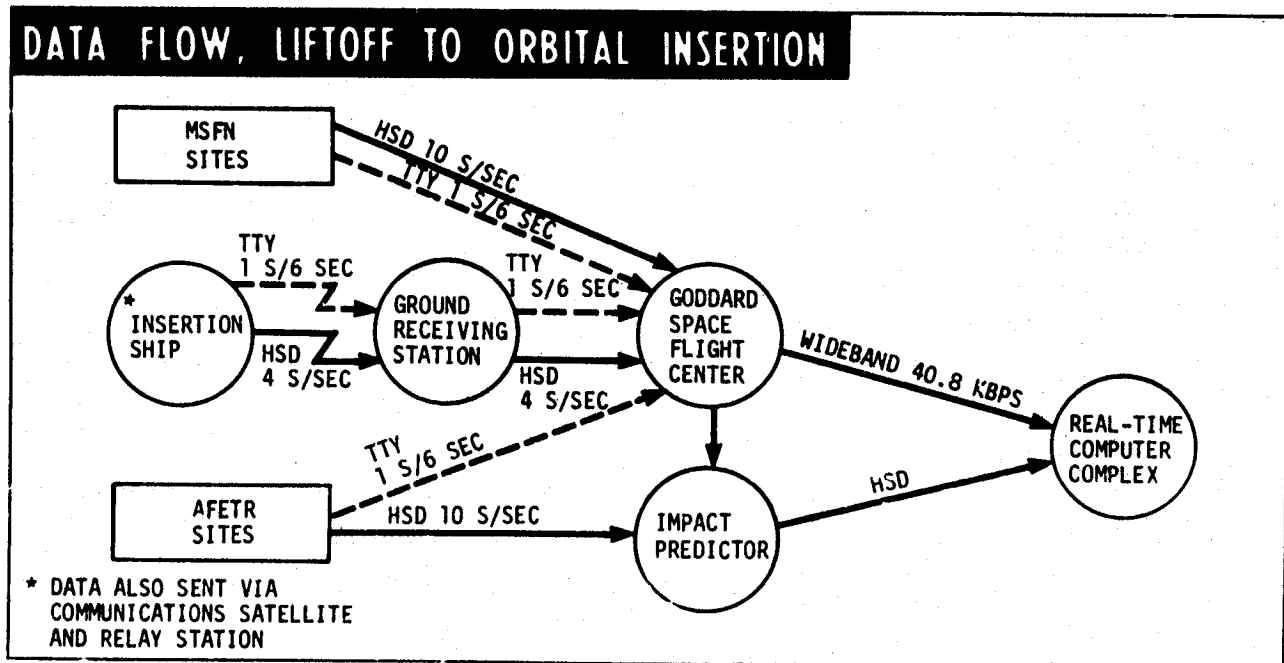 DATA FLOW, LIFTOFF TO ORBITAL INSERTION
MSFN
SITES
HSD 10 S/SEC
TTY 1 S/6 SEC
TTY
1 S/6 SEC
*
INSERTION
SHIP
HSD
4 S/SEC
GROUND
RECEIVING
STATION
TTY
1 S/6 SEC
HSD
4 S/SEC
GODDARD
SPACE
FLIGHT
CENTER
WIDEBAND 40.8 KBPS
REAL-TIME
COMPUTER
COMPLEX
TTY
1 S/6 SEC
AFETR
SITES
HSD 10 S/SEC
IMPACT
PREDICTOR
HSD
* DATA ALSO SENT VIA
COMMUNICATIONS SATELLITE
AND RELAY STATION